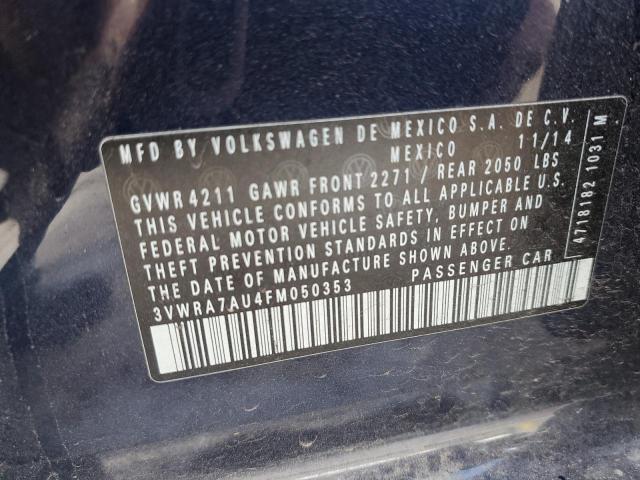 MFD BY VOLKSWAGEN DE MEXICO S.A. DE C.V.
MEXICO 11/14
GVWR 4211 GAWR FRONT 2271 / REAR 2050 LBS
THIS VEHICLE CONFORMS TO ALL APPLICABLE U.S.
FEDERAL MOTOR VEHICLE SAFETY, BUMPER AND
THEFT PREVENTION STANDARDS IN EFFECT ON
THE DATE OF MANUFACTURE SHOWN ABOVE.
3VWRA7AU4FM050353 PASSENGER CAR
4718182 1031 M